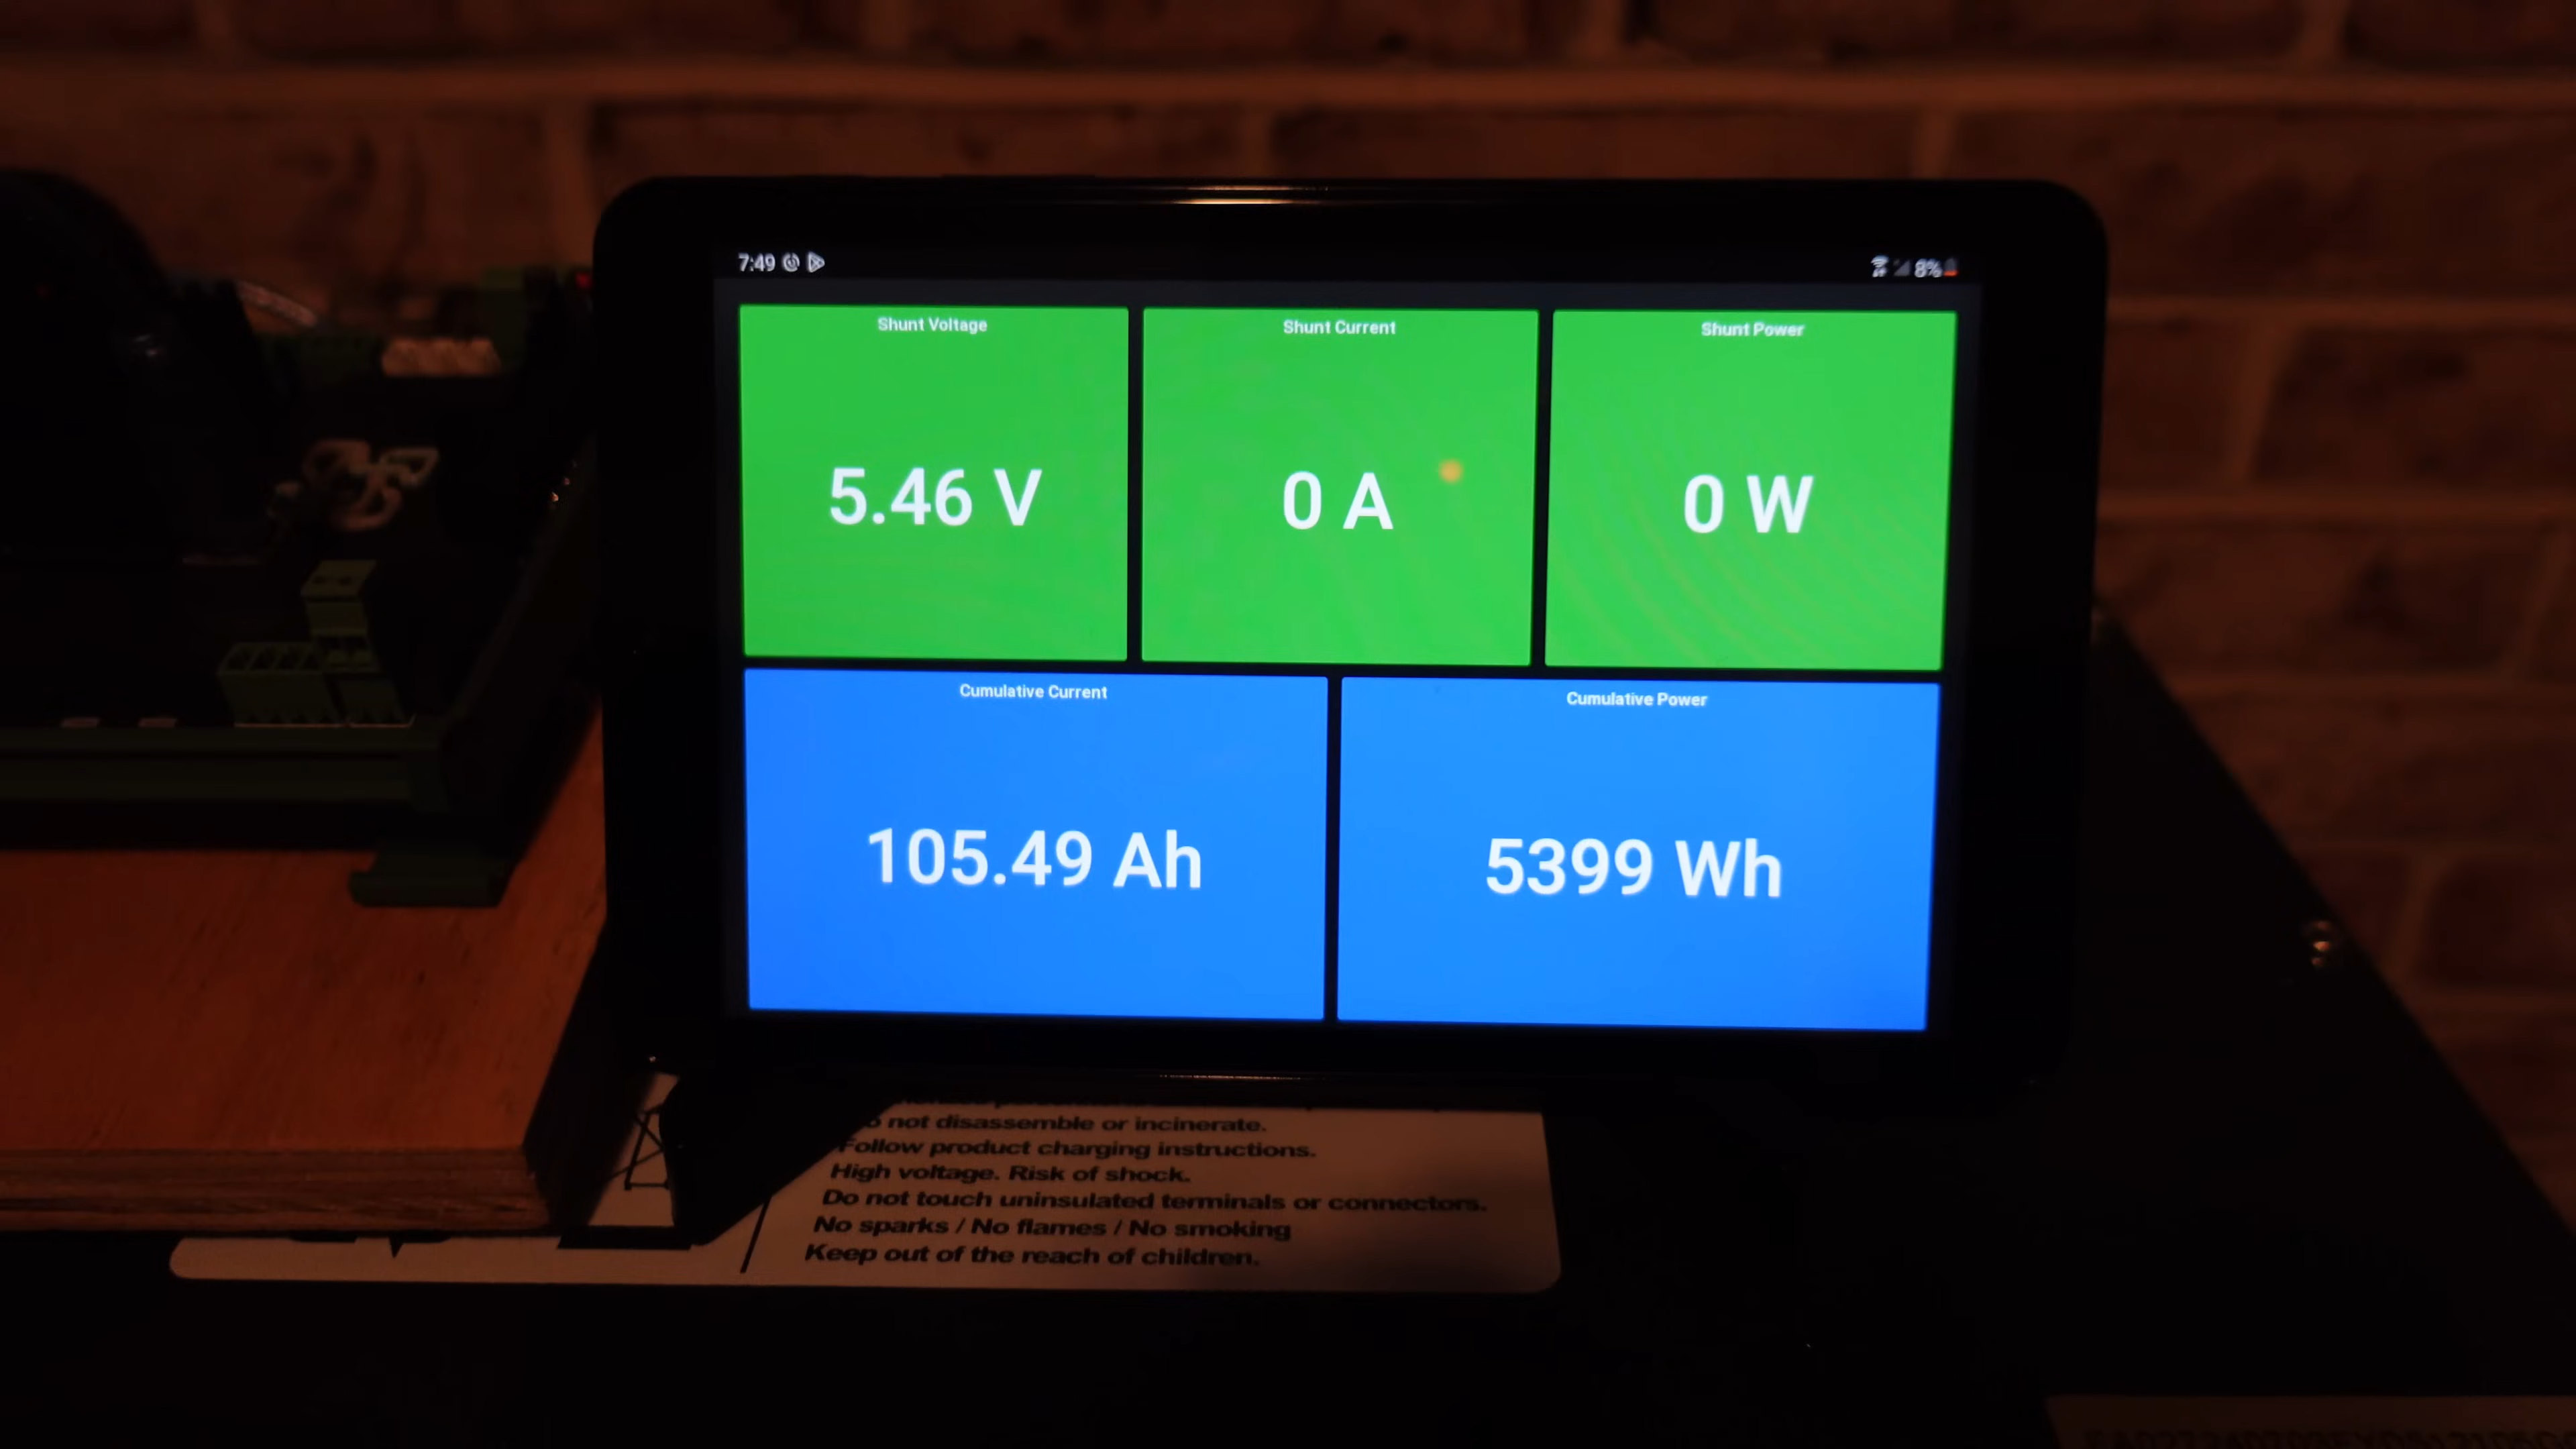 7:49
8%
Shunt Voltage
5.46 V
Shunt Current
0 A
Shunt Power
0 W
Cumulative Current
105.49 Ah
Cumulative Power
5399 Wh
not disassemble or incinerate.
Follow product charging instructions.
High voltage. Risk of shock.
Do not touch uninsulated terminals or connectors.
No sparks / No flames / No smoking
Keep out of the reach of children.